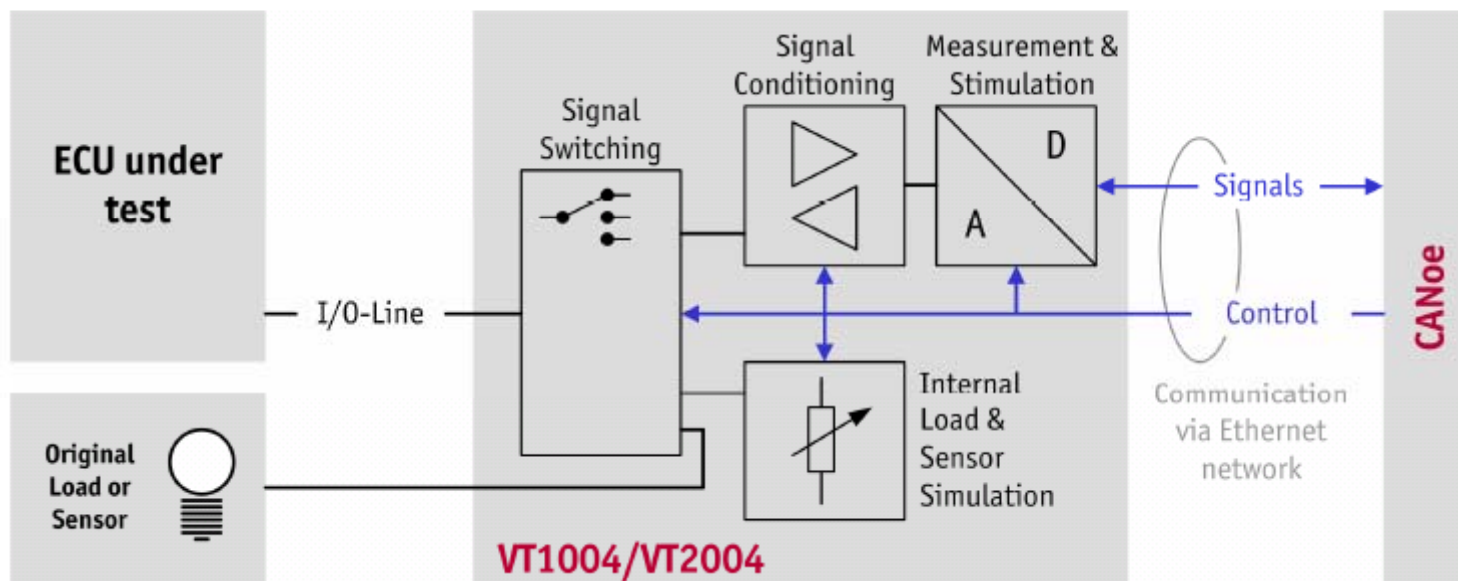 ECU under
test
I/O-Line
Original
Load or
Sensor
Signal
Switching
Signal
Conditioning
Measurement &
Stimulation
D
A
Internal
Load &
Sensor
Simulation
VT1004/VT2004
Signals
Control
Communication
via Ethernet
network
CANoe